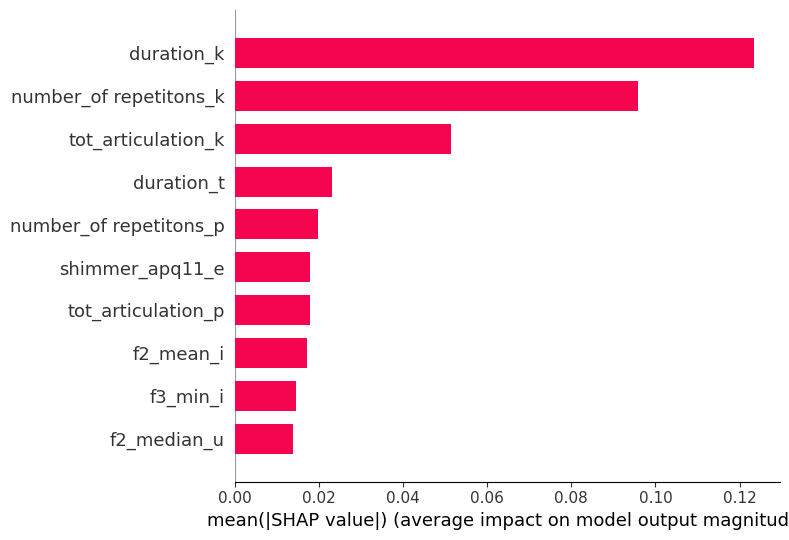 duration_k
number_of repetitons_k
tot_articulation_k
duration_t
number_of repetitons_p
shimmer_apq11_e
tot_articulation_p
f2_mean_i
f3_min_i
f2_median_u
0.00 0.02 0.04 0.06 0.08 0.10 0.12
mean(|SHAP value|) (average impact on model output magnitud